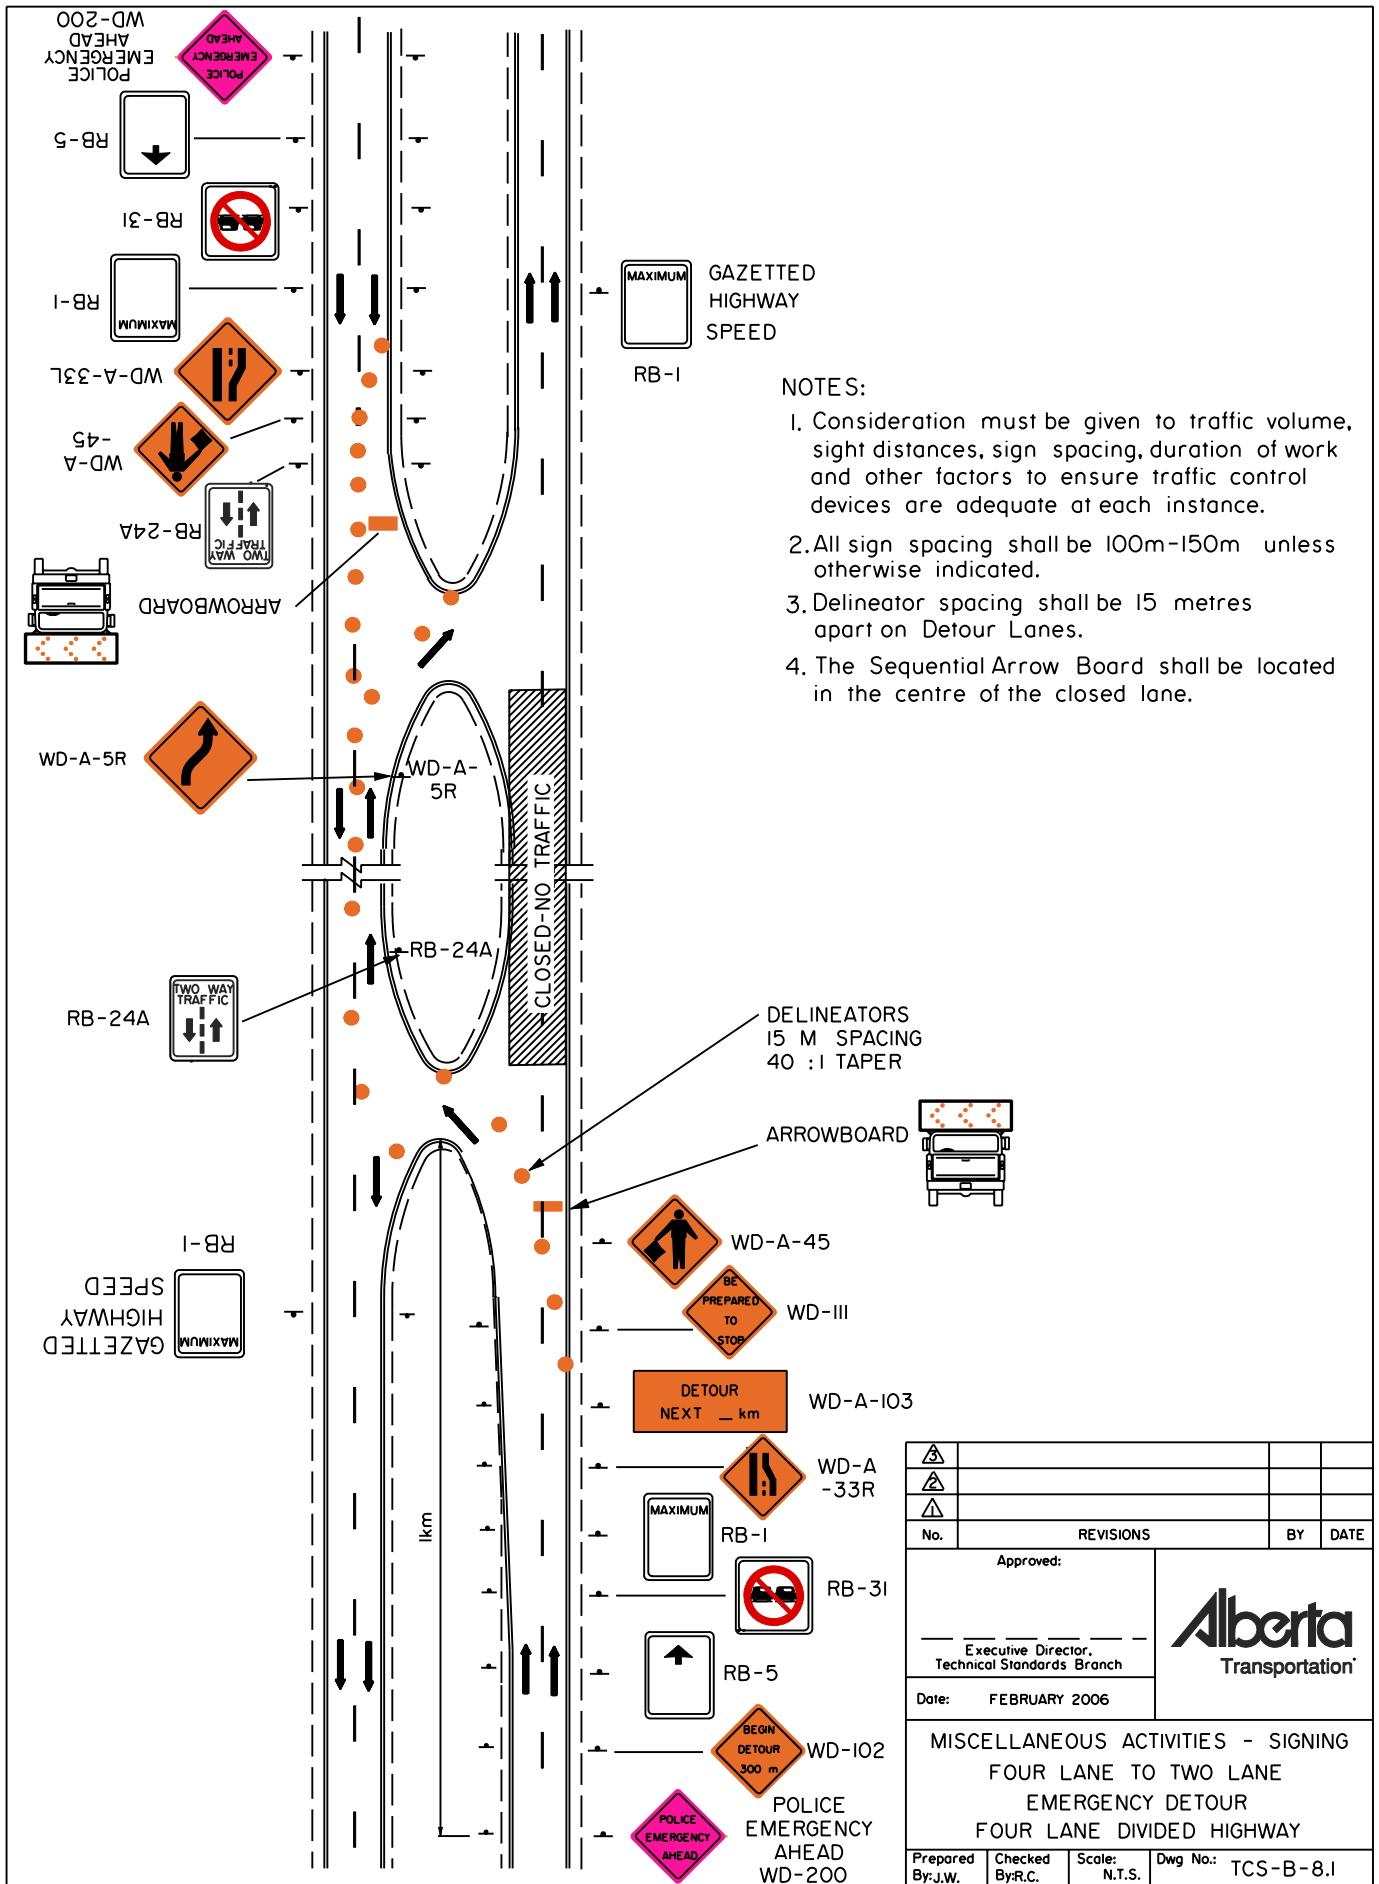 WD-200
POLICE
EMERGENCY
AHEAD
POLICE
EMERGENCY
AHEAD
RB-5
RB-31
RB-1
MAXIMUM
WD-A-33L
WD-A
-45
RB-24A
TWO WAY
TRAFFIC
ARROWBOARD
MAXIMUM
GAZETTED
HIGHWAY
SPEED
RB-1
NOTES:
1. Consideration must be given to traffic volume,
sight distances, sign spacing, duration of work
and other factors to ensure traffic control
devices are adequate at each instance.
2. All sign spacing shall be 100m-150m unless
otherwise indicated.
3. Delineator spacing shall be 15 metres
apart on Detour Lanes.
4. The Sequential Arrow Board shall be located
in the centre of the closed lane.
WD-A-5R
WD-A-
5R
CLOSED-NO TRAFFIC
RB-24A
RB-24A
TWO WAY
TRAFFIC
DELINEATORS
15 M SPACING
40 :1 TAPER
ARROWBOARD
RB-1
GAZETTED
HIGHWAY
SPEED
MAXIMUM
1km
WD-A-45
BE
PREPARED
TO
STOP
WD-111
DETOUR
NEXT _ km
WD-A-103
WD-A
-33R
MAXIMUM
RB-1
RB-31
RB-5
BEGIN
DETOUR
300 m
WD-102
POLICE
EMERGENCY
AHEAD
POLICE
EMERGENCY
AHEAD
WD-200
3
2
1
No. REVISIONS BY DATE
Approved:
Executive Director,
Technical Standards Branch
Alberta
Transportation
Date: FEBRUARY 2006
MISCELLANEOUS ACTIVITIES - SIGNING
FOUR LANE TO TWO LANE
EMERGENCY DETOUR
FOUR LANE DIVIDED HIGHWAY
Prepared
By:J.W.
Checked
By:R.C.
Scale:
N.T.S.
Dwg No.: TCS-B-8.1